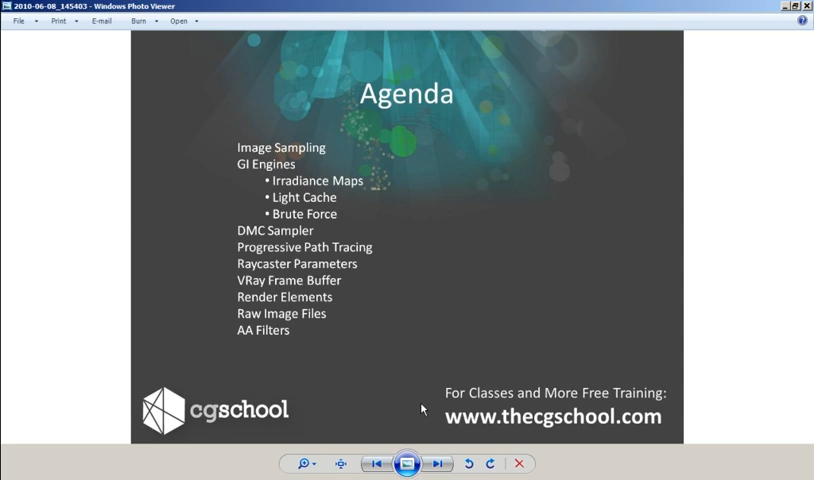 2010-06-08_145403 - Windows Photo Viewer
File Print E-mail Burn Open
Agenda
Image Sampling
GI Engines
• Irradiance Maps
• Light Cache
• Brute Force
DMC Sampler
Progressive Path Tracing
Raycaster Parameters
VRay Frame Buffer
Render Elements
Raw Image Files
AA Filters
cgschool
For Classes and More Free Training:
www.thecgschool.com